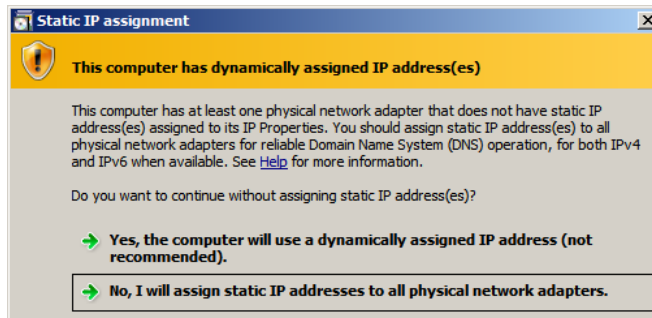 Static IP assignment
This computer has dynamically assigned IP address(es)
This computer has at least one physical network adapter that does not have static IP
address(es) assigned to its IP Properties. You should assign static IP address(es) to all
physical network adapters for reliable Domain Name System (DNS) operation, for both IPv4
and IPv6 when available. See Help for more information.
Do you want to continue without assigning static IP address(es)?
Yes, the computer will use a dynamically assigned IP address (not
recommended).
No, I will assign static IP addresses to all physical network adapters.